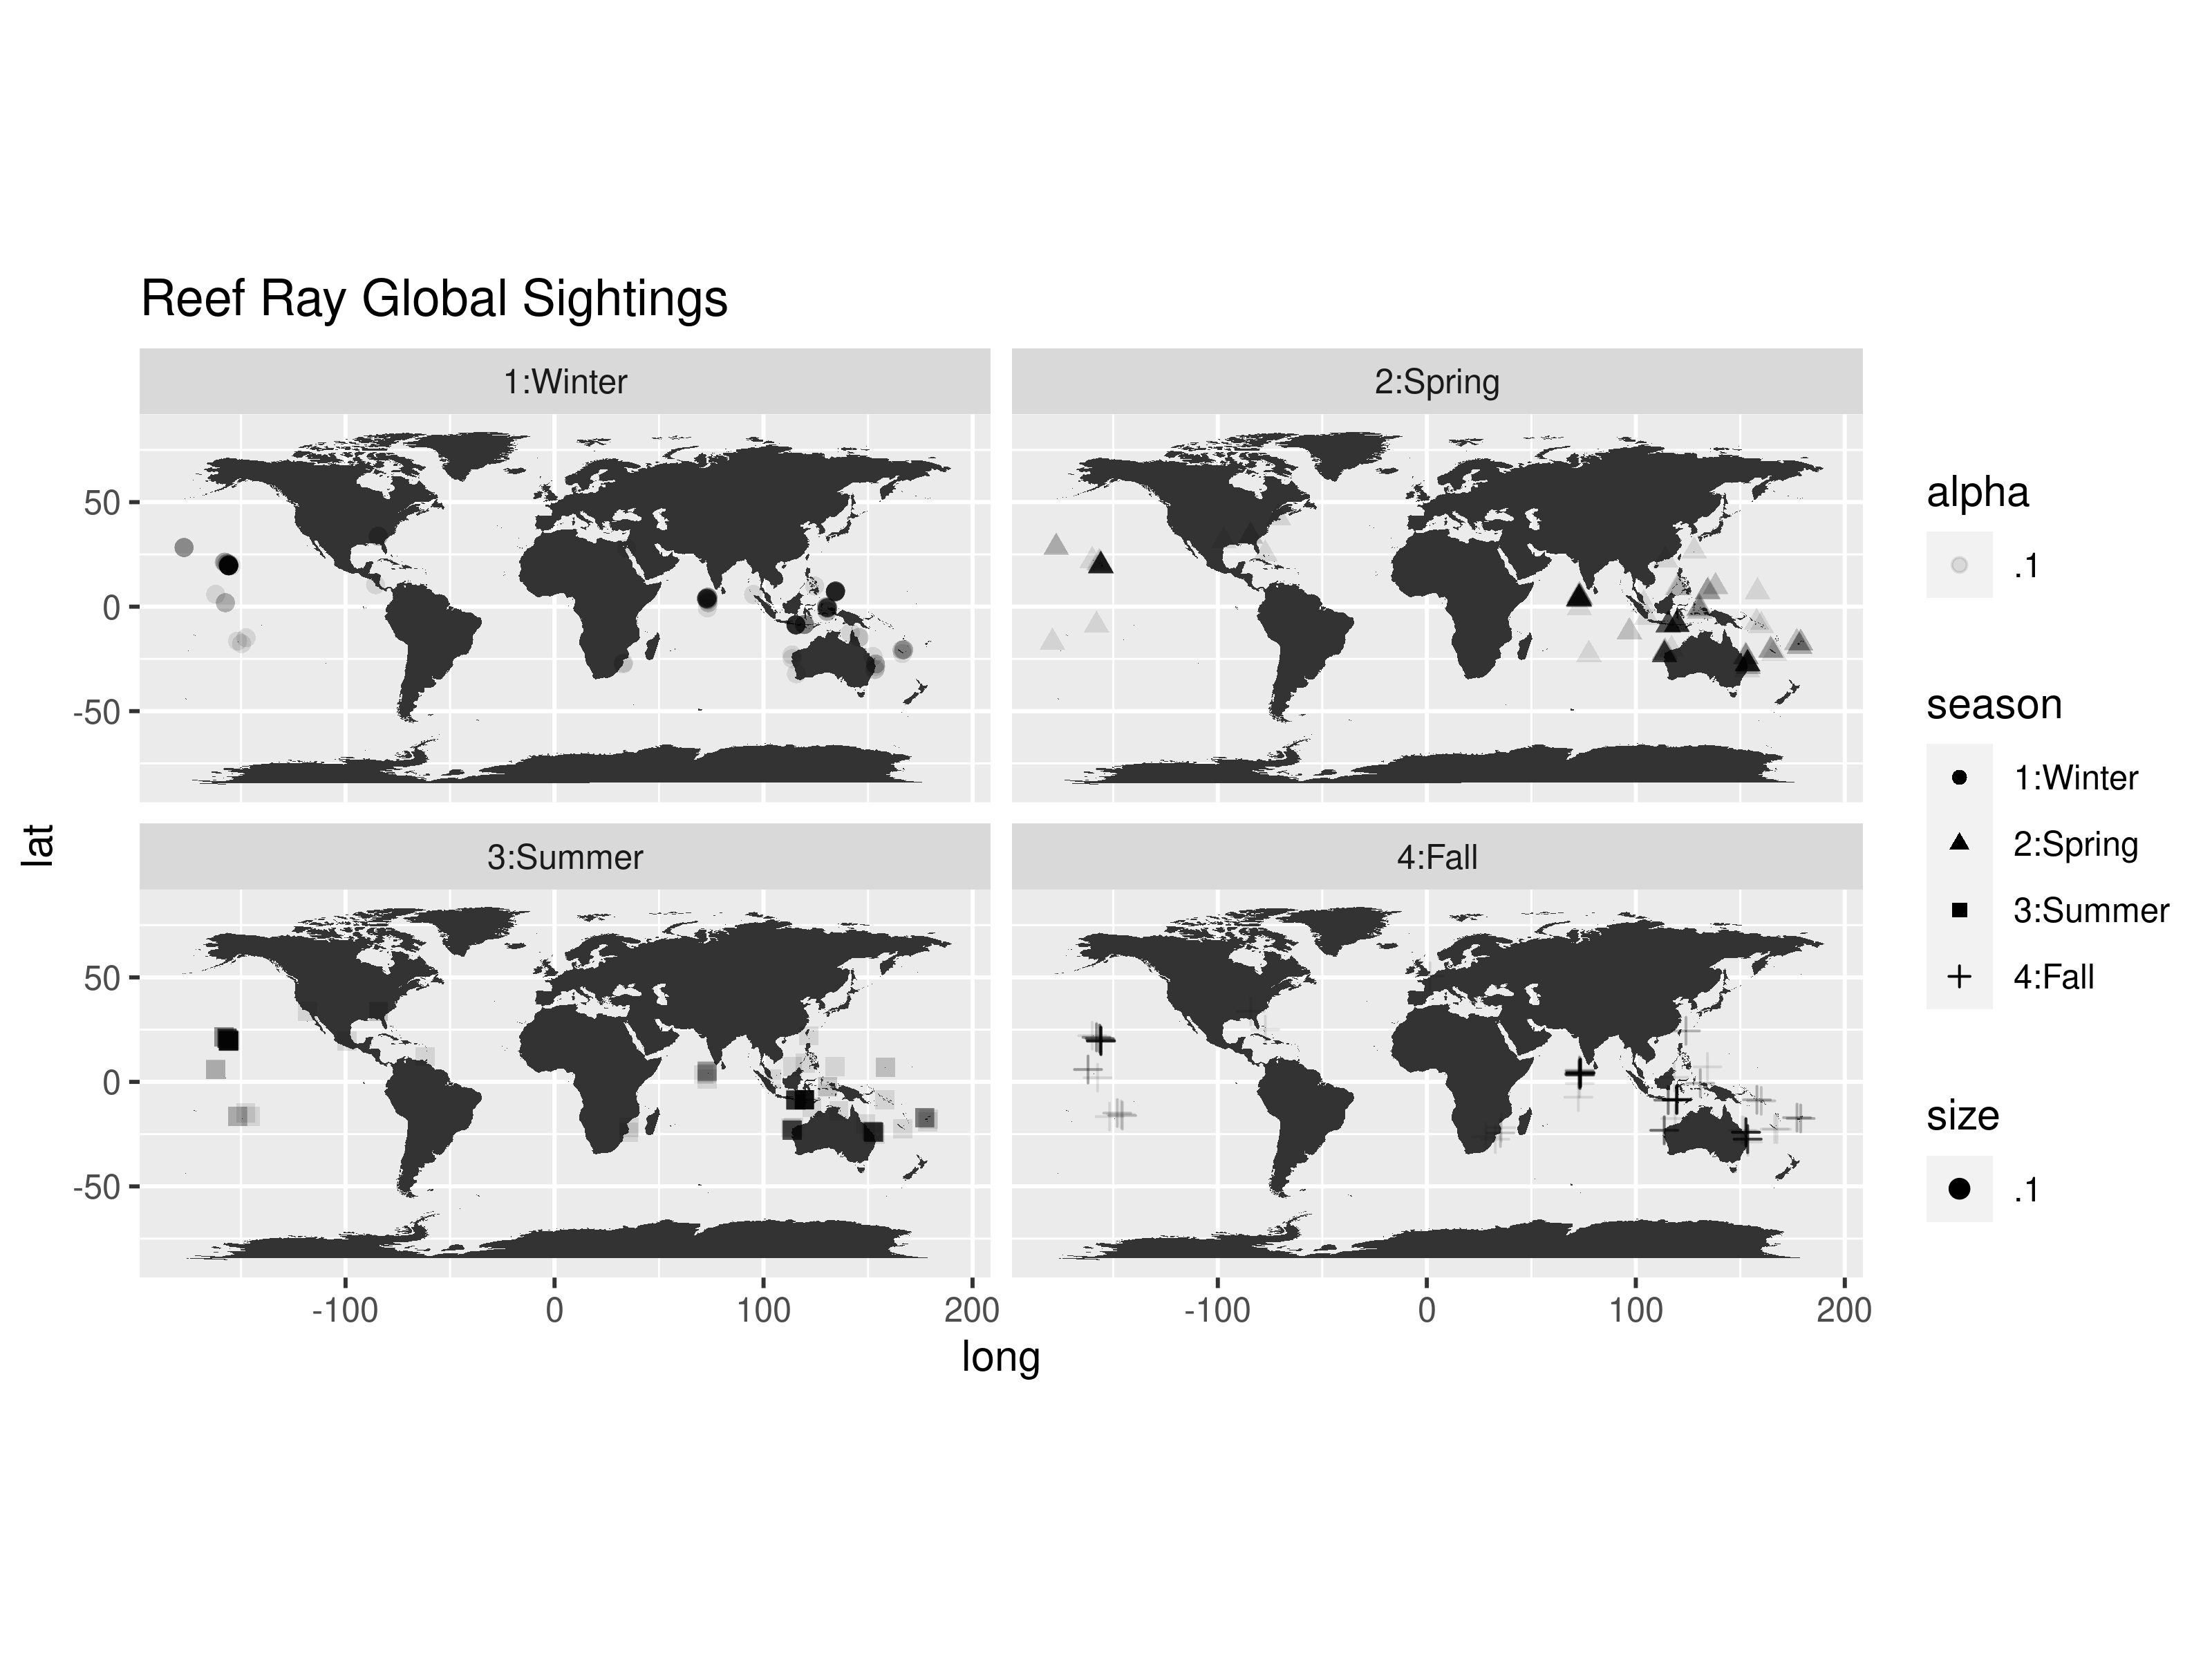 Reef Ray Global Sightings
1:Winter
2:Spring
50
0
-50
3:Summer
4:Fall
50
0
-50
-100
0
100
200
-100
0
100
200
lat
long
alpha
.1
season
1:Winter
2:Spring
3:Summer
4:Fall
size
.1